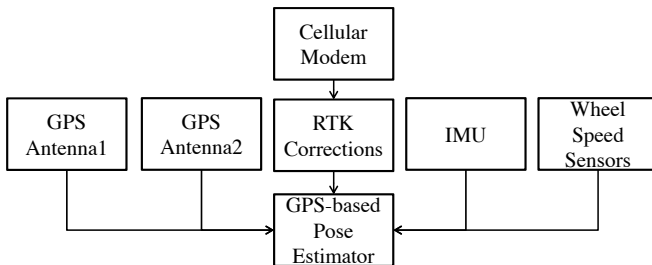 Cellular
Modem
GPS
Antenna1
GPS
Antenna2
RTK
Corrections
IMU
Wheel
Speed
Sensors
GPS-based
Pose
Estimator